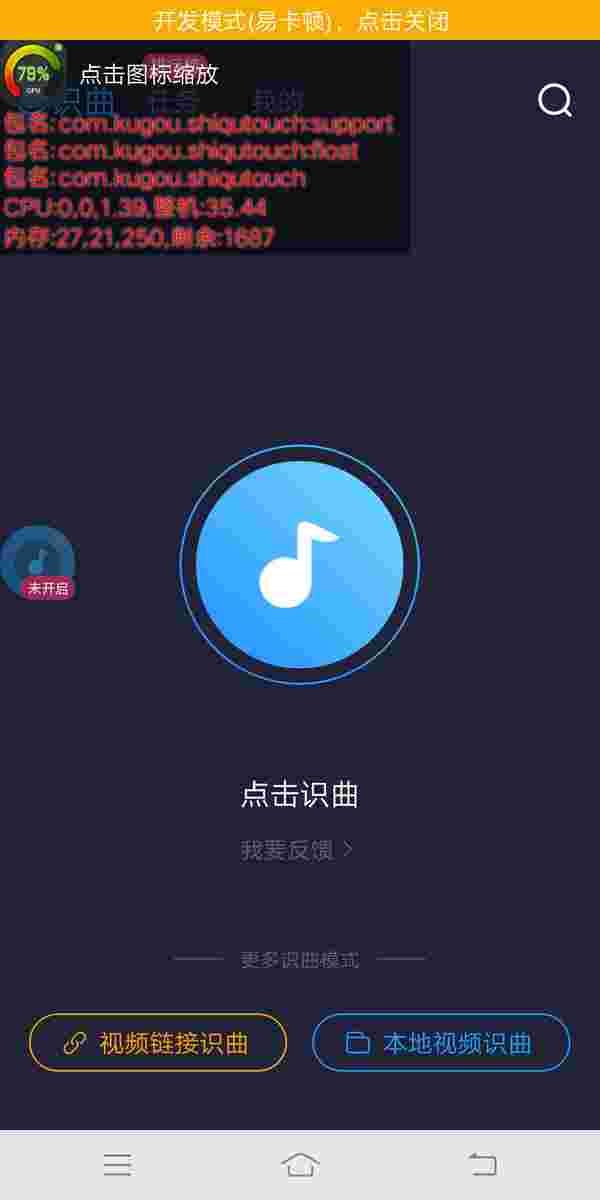 开发模式(易卡顿)，点击关闭
79%
CPU
点击图标缩放
识曲 任务 我的
包名:com.kugou.shiqutouch:support
包名:com.kugou.shiqutouch:float
包名:com.kugou.shiqutouch
CPU:0,0,1.39,整机:35.44
内存:27,21,250,剩余:1687
未开启
点击识曲
我要反馈 >
更多识曲模式
视频链接识曲
本地视频识曲